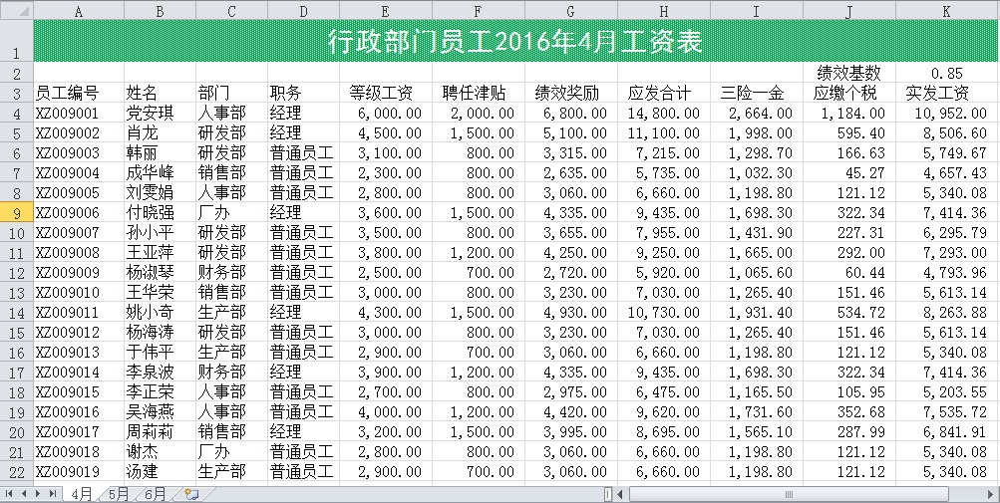 A B C D E F G H I J K
1 行政部门员工2016年4月工资表
2 绩效基数 0.85
3 员工编号 姓名 部门 职务 等级工资 聘任津贴 绩效奖励 应发合计 三险一金 应缴个税 实发工资
4 XZ009001 党安琪 人事部 经理 6,000.00 2,000.00 6,800.00 14,800.00 2,664.00 1,184.00 10,952.00
5 XZ009002 肖龙 研发部 经理 4,500.00 1,500.00 5,100.00 11,100.00 1,998.00 595.40 8,506.60
6 XZ009003 韩丽 研发部 普通员工 3,100.00 800.00 3,315.00 7,215.00 1,298.70 166.63 5,749.67
7 XZ009004 成华峰 销售部 普通员工 2,300.00 800.00 2,635.00 5,735.00 1,032.30 45.27 4,657.43
8 XZ009005 刘雯娟 人事部 普通员工 2,800.00 800.00 3,060.00 6,660.00 1,198.80 121.12 5,340.08
9 XZ009006 付晓强 厂办 经理 3,600.00 1,500.00 4,335.00 9,435.00 1,698.30 322.34 7,414.36
10 XZ009007 孙小平 研发部 普通员工 3,500.00 800.00 3,655.00 7,955.00 1,431.90 227.31 6,295.79
11 XZ009008 王亚萍 研发部 普通员工 3,800.00 1,200.00 4,250.00 9,250.00 1,665.00 292.00 7,293.00
12 XZ009009 杨淑琴 财务部 普通员工 2,500.00 700.00 2,720.00 5,920.00 1,065.60 60.44 4,793.96
13 XZ009010 王华荣 销售部 普通员工 3,000.00 800.00 3,230.00 7,030.00 1,265.40 151.46 5,613.14
14 XZ009011 姚小奇 生产部 经理 4,300.00 1,500.00 4,930.00 10,730.00 1,931.40 534.72 8,263.88
15 XZ009012 杨海涛 研发部 普通员工 3,000.00 800.00 3,230.00 7,030.00 1,265.40 151.46 5,613.14
16 XZ009013 于伟平 生产部 普通员工 2,900.00 700.00 3,060.00 6,660.00 1,198.80 121.12 5,340.08
17 XZ009014 李泉波 财务部 经理 3,900.00 1,200.00 4,335.00 9,435.00 1,698.30 322.34 7,414.36
18 XZ009015 李正荣 人事部 普通员工 2,700.00 800.00 2,975.00 6,475.00 1,165.50 105.95 5,203.55
19 XZ009016 吴海燕 人事部 普通员工 4,000.00 1,200.00 4,420.00 9,620.00 1,731.60 352.68 7,535.72
20 XZ009017 周莉莉 销售部 经理 3,200.00 1,500.00 3,995.00 8,695.00 1,565.10 287.99 6,841.91
21 XZ009018 谢杰 厂办 普通员工 2,800.00 800.00 3,060.00 6,660.00 1,198.80 121.12 5,340.08
22 XZ009019 汤建 生产部 普通员工 2,900.00 700.00 3,060.00 6,660.00 1,198.80 121.12 5,340.08
4月 5月 6月